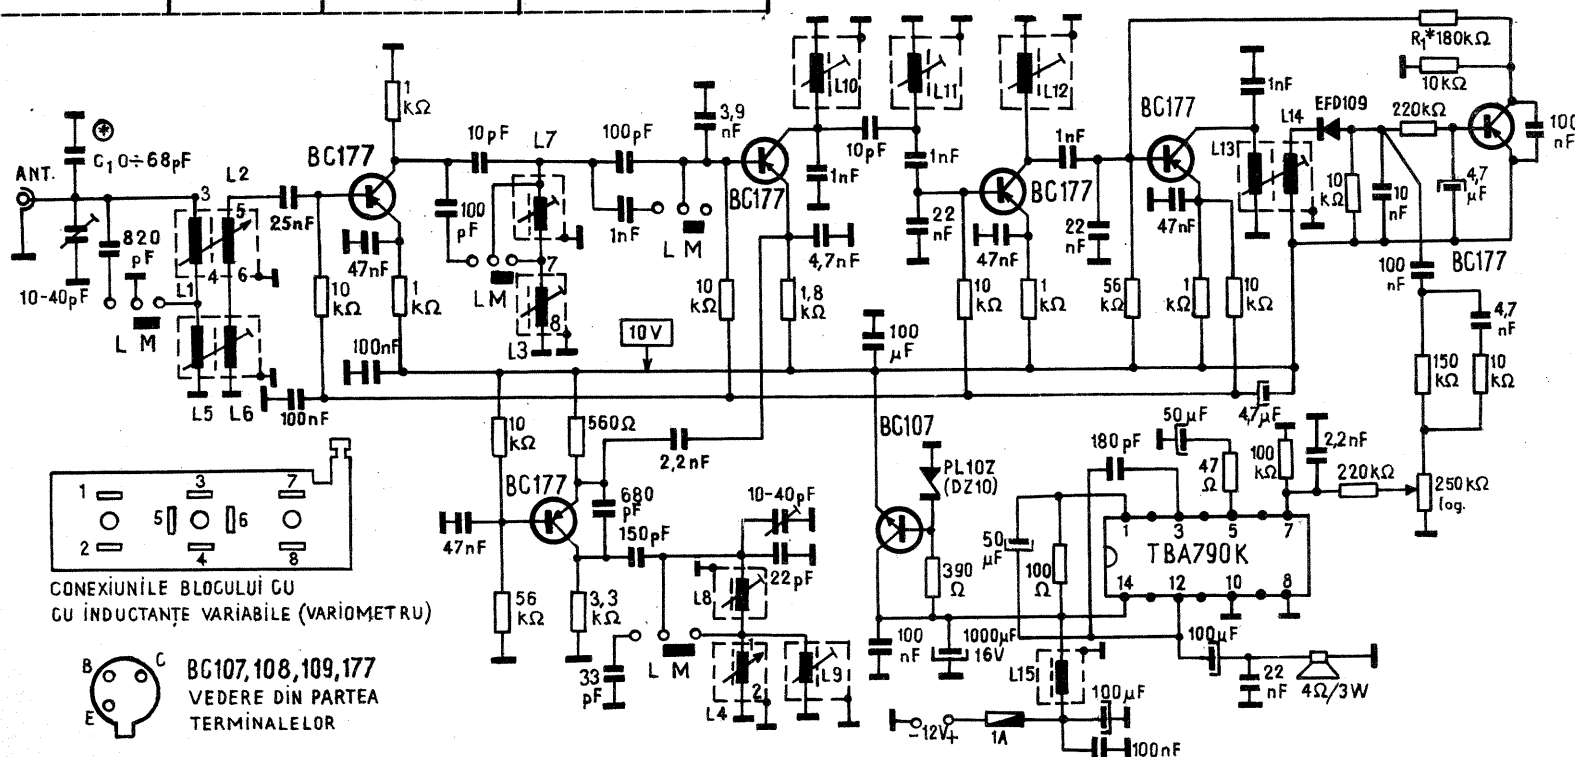 R1*180kΩ
10kΩ
1
kΩ
L10
L11
L12
1nF
EFD109
BC177
220kΩ
100
nF
C1 0÷68pF
ANT.
10pF
L7
100pF
3,9
nF
10pF
1nF
BC177
L13
L14
BC177
L2
3
5
25nF
820
pF
4
6
L1
10-40pF
L M
L5
L6
47nF
10
kΩ
1
kΩ
100nF
100nF
100
pF
1nF
L M
7
LM
8
L3
BC177
1nF
4,7nF
10
kΩ
1,8
kΩ
10V
100
µF
1nF
22
nF
BC177
47nF
10
kΩ
1
kΩ
22
nF
47nF
56
kΩ
1
kΩ
10
kΩ
10
kΩ
10
nF
4,7
µF
BC177
100
nF
4,7
nF
150
kΩ
10
kΩ
4,7µF
10
kΩ
560Ω
2,2nF
BC177
680
pF
47nF
150pF
10-40pF
22pF
56
kΩ
3,3
kΩ
33
pF
L M
L8
1
2
L4
L9
BC107
PL10Z
(DZ10)
390
Ω
100
nF
1000µF
16V
50
µF
100
Ω
180pF
50µF
47
Ω
100
kΩ
2,2nF
220kΩ
250kΩ
log.
1 3 5 7
TBA790K
14 12 10 8
100µF
22
nF
4Ω/3W
L15
-12V+
1A
100µF
100nF
1 3 7
5 6
2 4 8
CONEXIUNILE BLOCULUI CU
CU INDUCTANȚE VARIABILE (VARIOMETRU)
B C
E
BC107,108,109,177
VEDERE DIN PARTEA
TERMINALELOR